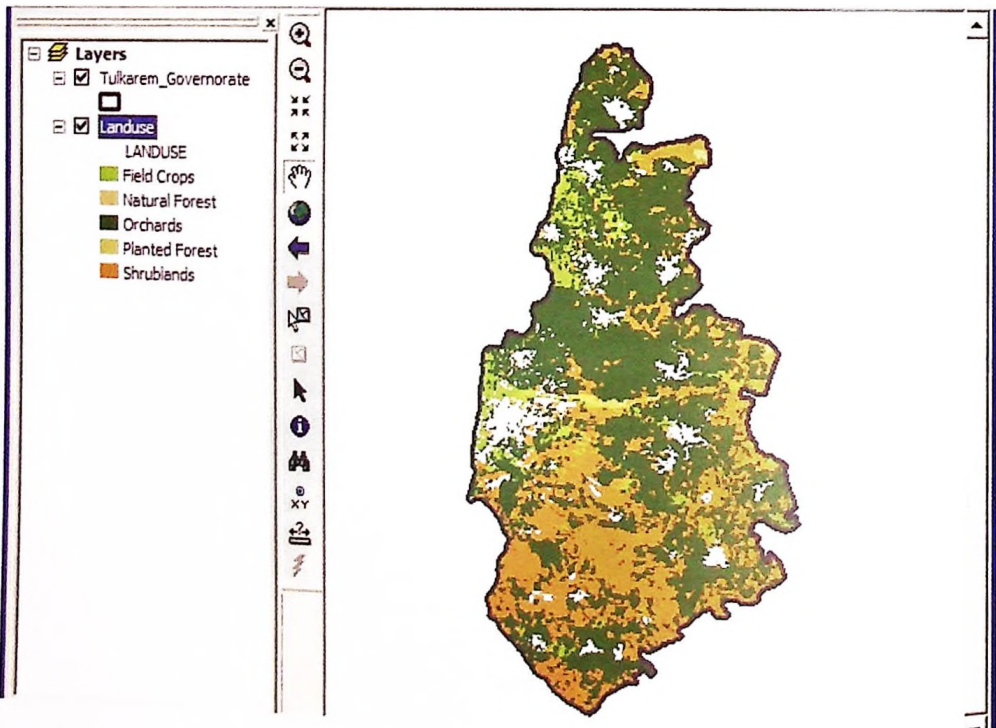 Layers
Tulkarem_Governorate
Landuse
LANDUSE
Field Crops
Natural Forest
Orchards
Planted Forest
Shrublands
XY